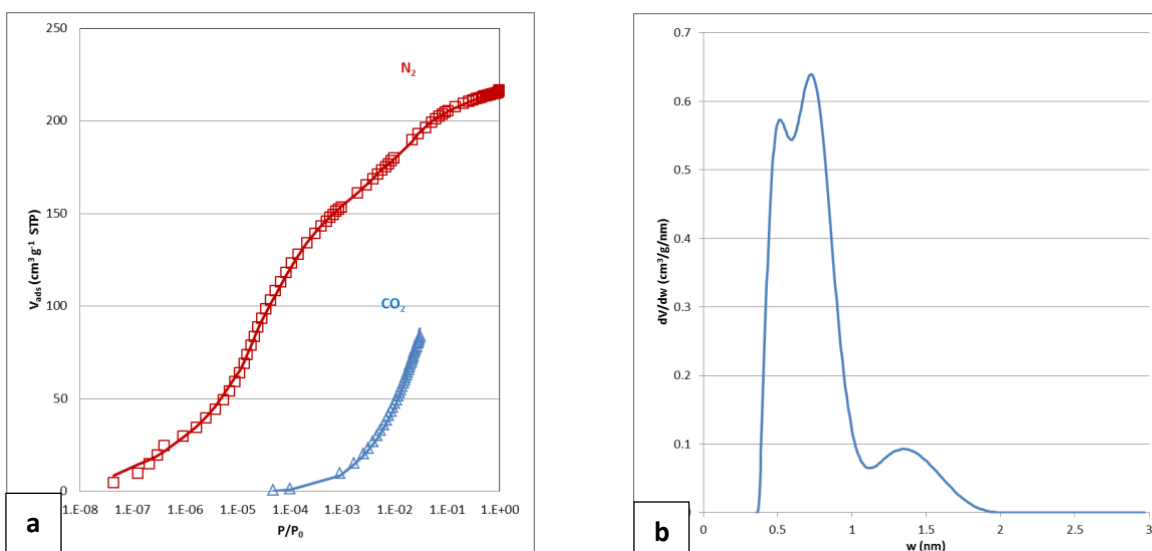 250
200
150
100
50
0
V_ads (cm³ g⁻¹ STP)
N₂
CO₂
1.E-08 1.E-07 1.E-06 1.E-05 1.E-04 1.E-03 1.E-02 1.E-01 1.E+00
P/P₀
a
0.7
0.6
0.5
0.4
0.3
0.2
0.1
0.0
dV/dw (cm³/g/nm)
0 0.5 1 1.5 2 2.5 3
w (nm)
b